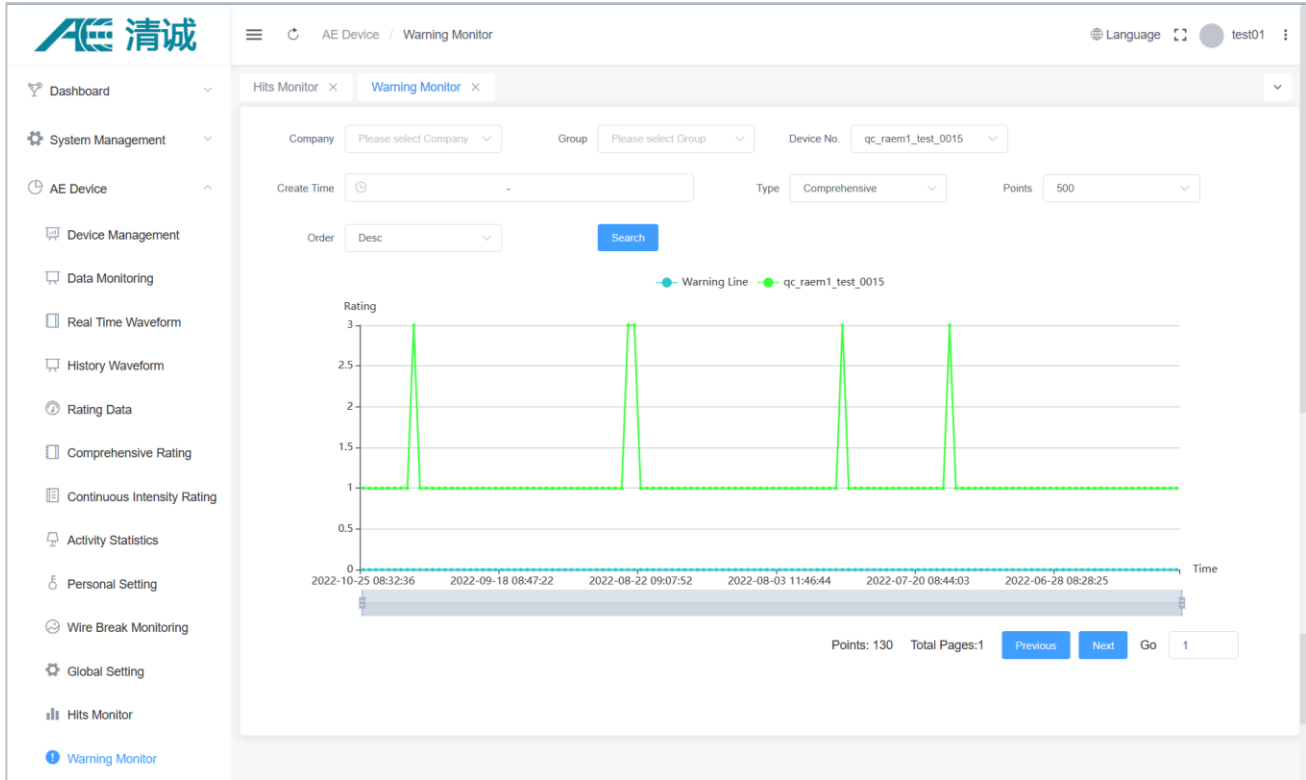 AE 清诚
AE Device / Warning Monitor
Language
test01
Dashboard
System Management
AE Device
Device Management
Data Monitoring
Real Time Waveform
History Waveform
Rating Data
Comprehensive Rating
Continuous Intensity Rating
Activity Statistics
Personal Setting
Wire Break Monitoring
Global Setting
Hits Monitor
Warning Monitor
Hits Monitor ×
Warning Monitor ×
Company Please select Company Group Please select Group Device No. qc_raem1_test_0015
Create Time - Type Comprehensive Points 500
Order Desc Search
Warning Line qc_raem1_test_0015
Rating
3
2.5
2
1.5
1
0.5
0
2022-10-25 08:32:36 2022-09-18 08:47:22 2022-08-22 09:07:52 2022-08-03 11:46:44 2022-07-20 08:44:03 2022-06-28 08:28:25 Time
Points: 130 Total Pages:1 Previous Next Go 1